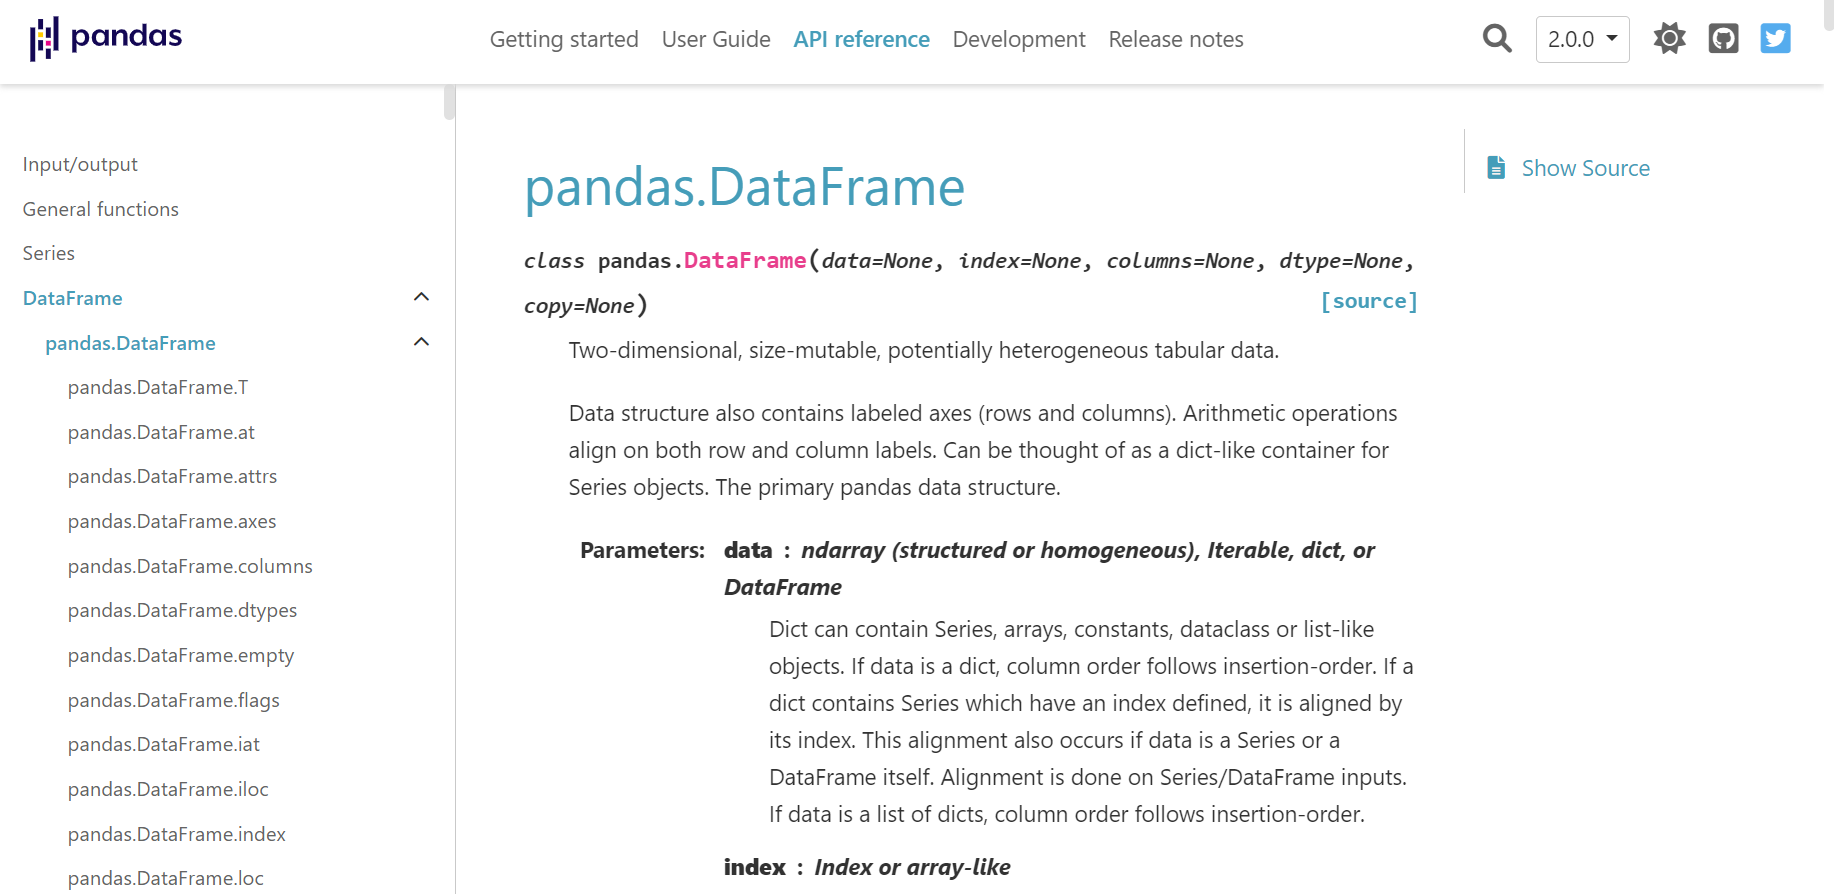 pandas
Getting started User Guide API reference Development Release notes
2.0.0
Input/output
General functions
Series
DataFrame
pandas.DataFrame
pandas.DataFrame.T
pandas.DataFrame.at
pandas.DataFrame.attrs
pandas.DataFrame.axes
pandas.DataFrame.columns
pandas.DataFrame.dtypes
pandas.DataFrame.empty
pandas.DataFrame.flags
pandas.DataFrame.iat
pandas.DataFrame.iloc
pandas.DataFrame.index
pandas.DataFrame.loc
pandas.DataFrame
class pandas.DataFrame(data=None, index=None, columns=None, dtype=None,
copy=None) [source]
Two-dimensional, size-mutable, potentially heterogeneous tabular data.
Data structure also contains labeled axes (rows and columns). Arithmetic operations
align on both row and column labels. Can be thought of as a dict-like container for
Series objects. The primary pandas data structure.
Parameters: data : ndarray (structured or homogeneous), Iterable, dict, or
DataFrame
Dict can contain Series, arrays, constants, dataclass or list-like
objects. If data is a dict, column order follows insertion-order. If a
dict contains Series which have an index defined, it is aligned by
its index. This alignment also occurs if data is a Series or a
DataFrame itself. Alignment is done on Series/DataFrame inputs.
If data is a list of dicts, column order follows insertion-order.
index : Index or array-like
Show Source